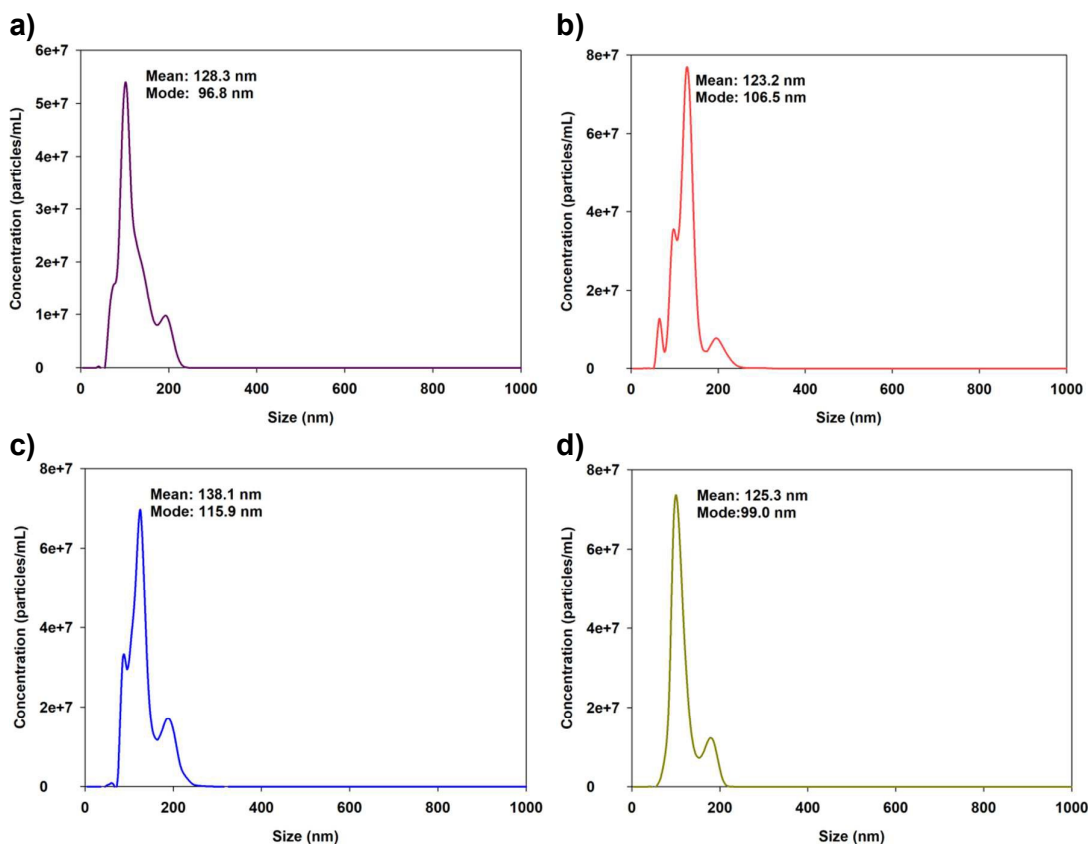 a)
Concentration (particles/mL)
6e+7
5e+7
4e+7
3e+7
2e+7
1e+7
0
Mean: 128.3 nm
Mode: 96.8 nm
0 200 400 600 800 1000
Size (nm)
b)
Concentration (particles/mL)
8e+7
6e+7
4e+7
2e+7
0
Mean: 123.2 nm
Mode: 106.5 nm
0 200 400 600 800 1000
Size (nm)
c)
Concentration (particles/mL)
8e+7
6e+7
4e+7
2e+7
0
Mean: 138.1 nm
Mode: 115.9 nm
0 200 400 600 800 1000
Size (nm)
d)
Concentration (particles/mL)
8e+7
6e+7
4e+7
2e+7
0
Mean: 125.3 nm
Mode:99.0 nm
0 200 400 600 800 1000
Size (nm)